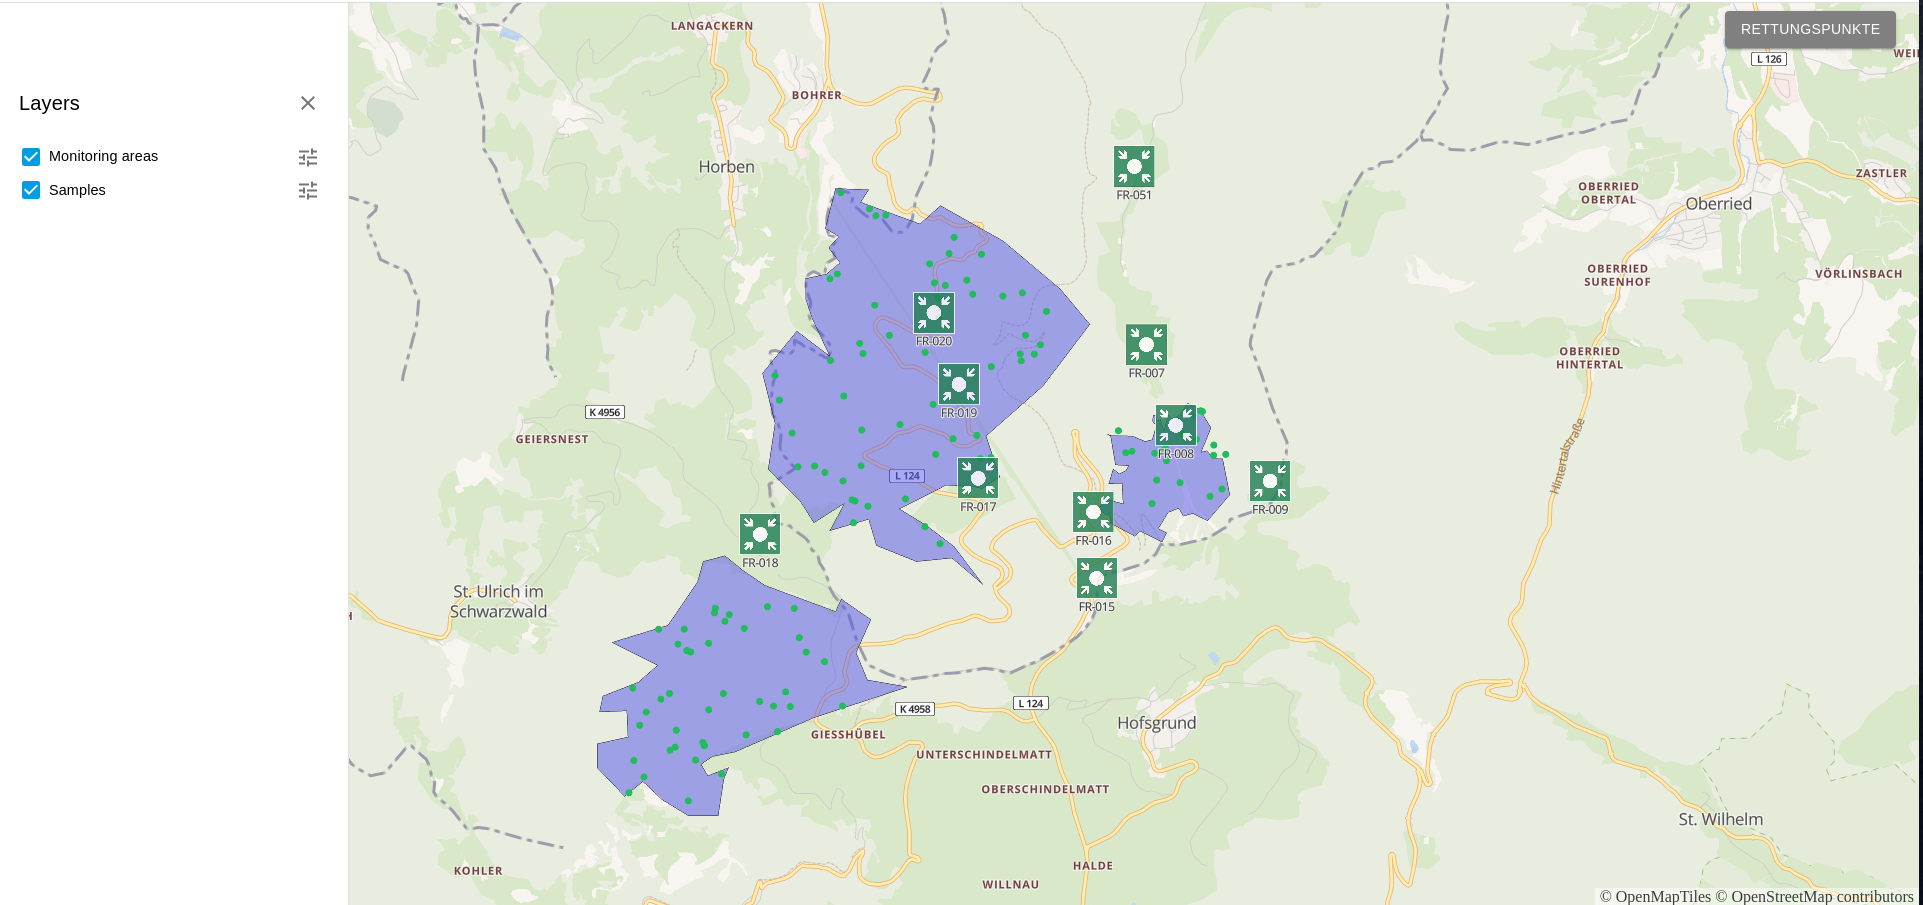 RETTUNGSPUNKTE
Layers
Monitoring areas
Samples
LANGACKERN
WEI
L 126
BOHRER
Horben
FR-051
ZASTLER
OBERRIED
OBERTAL
Oberried
OBERRIED
SURENHOF
VÖRLINSBACH
FR-020
OBERRIED
HINTERTAL
FR-007
K 4956
FR-019
GEIERSNEST
Hintertalstraße
FR-008
L 124
FR-017
FR-009
FR-016
FR-018
St. Ulrich im
Schwarzwald
FR-015
H
K 4958
L 124
Hofsgrund
GIESSHÜBEL
UNTERSCHINDELMATT
OBERSCHINDELMATT
St. Wilhelm
KOHLER
HALDE
WILLNAU
© OpenMapTiles © OpenStreetMap contributors